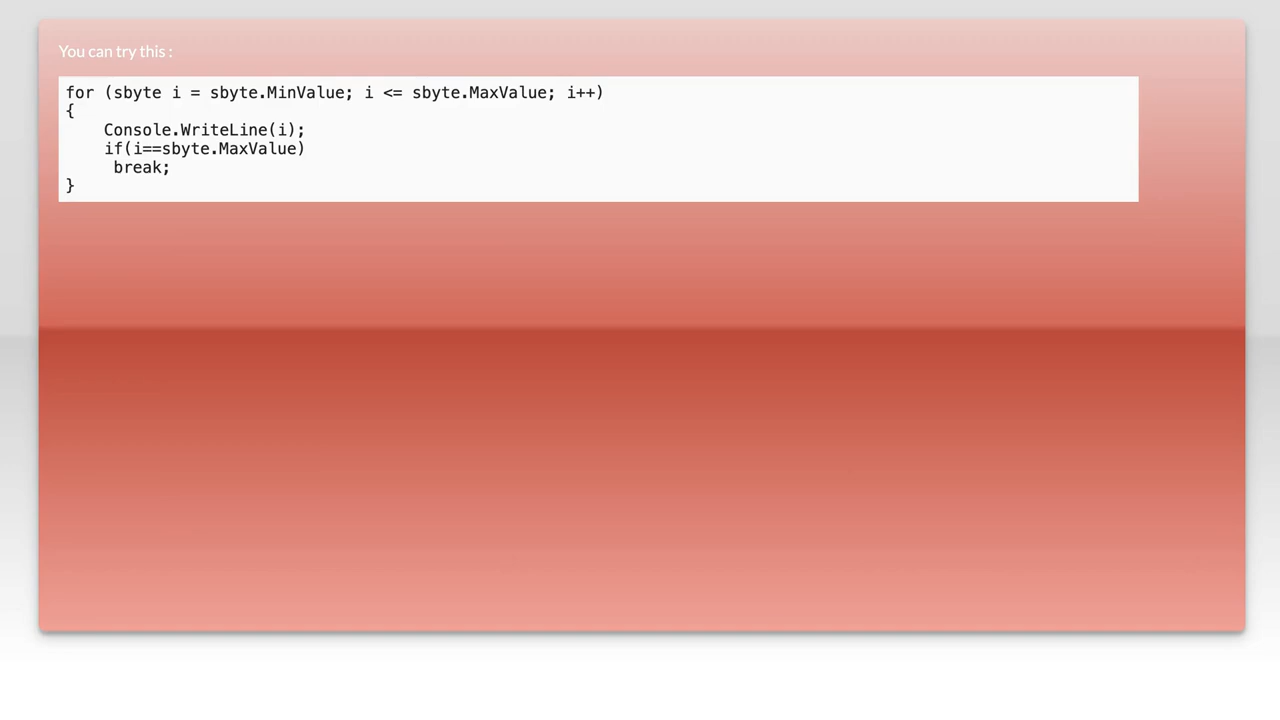 You can try this :
for (sbyte i = sbyte.MinValue; i <= sbyte.MaxValue; i++)
{
    Console.WriteLine(i);
    if(i==sbyte.MaxValue)
     break;
}